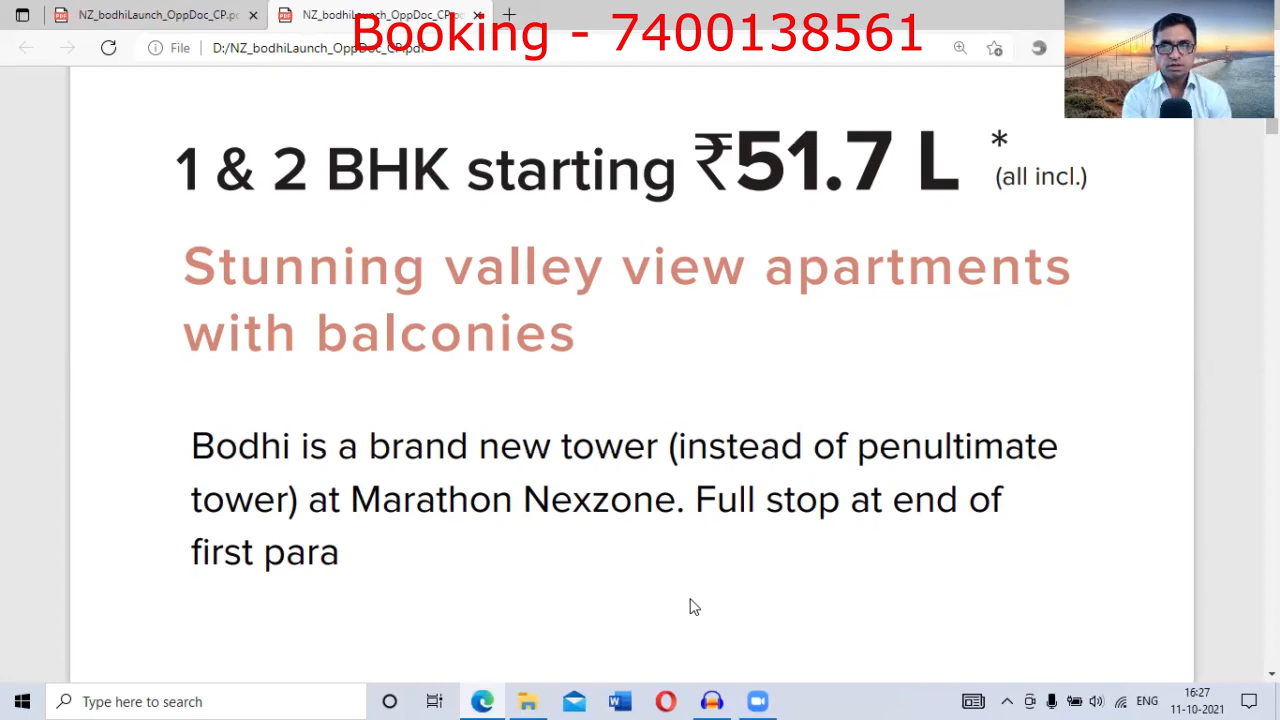 NZ_bodhiLaunch_OppDoc_CP.pd
NZ_bodhiLaunch_OppDoc_CP.pd
Booking - 7400138561
File
D:/NZ_bodhiLaunch_OppDoc_CP.pdf
1 & 2 BHK starting ₹51.7 L *
(all incl.)
Stunning valley view apartments
with balconies
Bodhi is a brand new tower (instead of penultimate
tower) at Marathon Nexzone. Full stop at end of
first para
Type here to search
ENG
16:27
11-10-2021